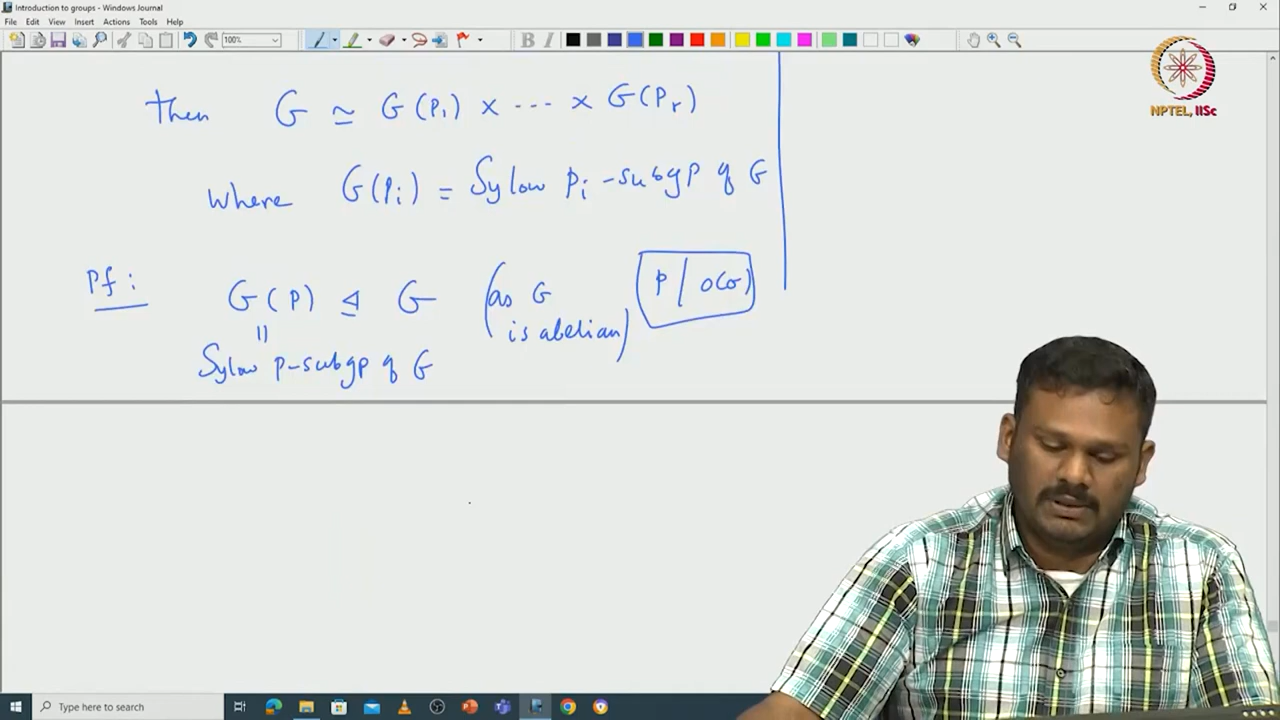 Introduction to groups - Windows Journal
File Edit View Insert Actions Tools Help
100%
B I
NPTEL, IISc
Then G ≃ G(P₁) × ··· × G(Pᵣ)
where G(Pᵢ) = Sylow Pᵢ-subgp of G
Pf: G(P) ⊴ G (as G is abelian) P | o(G)
||
Sylow P-subgp of G
Type here to search